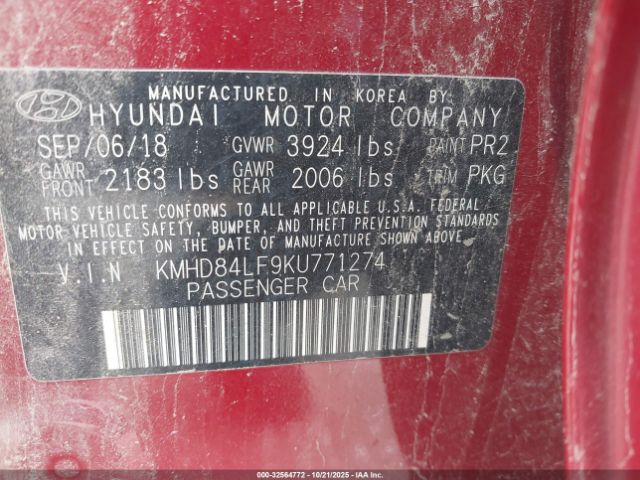 MANUFACTURED IN KOREA BY:
HYUNDAI MOTOR COMPANY
SEP/06/18 GVWR 3924 lbs PAINT PR2
GAWR FRONT 2183 lbs GAWR REAR 2006 lbs TRIM PKG
THIS VEHICLE CONFORMS TO ALL APPLICABLE U.S.A. FEDERAL
MOTOR VEHICLE SAFETY, BUMPER, AND THEFT PREVENTION STANDARDS
IN EFFECT ON THE DATE OF MANUFACTURE SHOWN ABOVE.
V.I.N KMHD84LF9KU771274
PASSENGER CAR
000-32564772 - 10/21/2025 - IAAI.COM